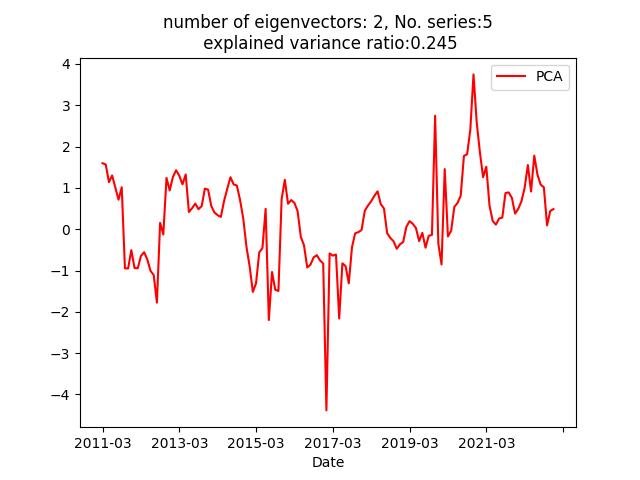 number of eigenvectors: 2, No. series:5
explained variance ratio:0.245
PCA
4
3
2
1
0
−1
−2
−3
−4
2011-03 2013-03 2015-03 2017-03 2019-03 2021-03
Date